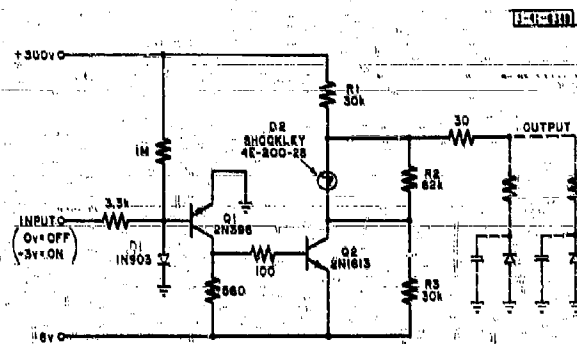 +300v
R1
30k
D2
SHOCKLEY
4E-200-28
30
OUTPUT
1M
R2
62k
3.3k
INPUT
0v=OFF
-3v=ON
Q1
2N396
D1
1N903
100
Q2
2N1613
560
R3
30k